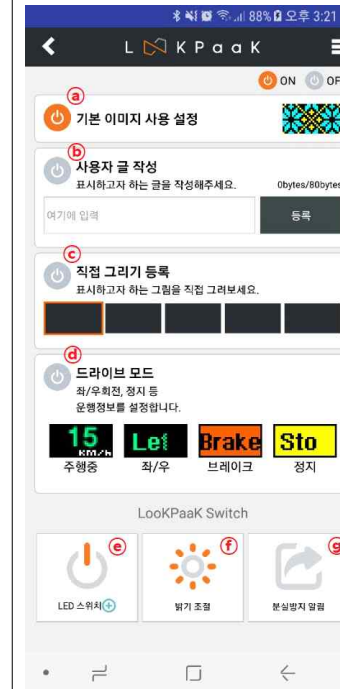 88% 오후 3:21
L KPaaK
ON OF
ⓐ
기본 이미지 사용 설정
ⓑ
사용자 글 작성
표시하고자 하는 글을 작성해주세요. 0bytes/80bytes
여기에 입력 등록
ⓒ
직접 그리기 등록
표시하고자 하는 그림을 직접 그려보세요.
ⓓ
드라이브 모드
좌/우회전, 정지 등
운행정보를 설정합니다.
15 KM/h Lef Brake Sto
주행중 좌/우 브레이크 정지
LooKPaaK Switch
ⓔ ⓕ ⓖ
LED 스위치 밝기 조절 분실방지 알림